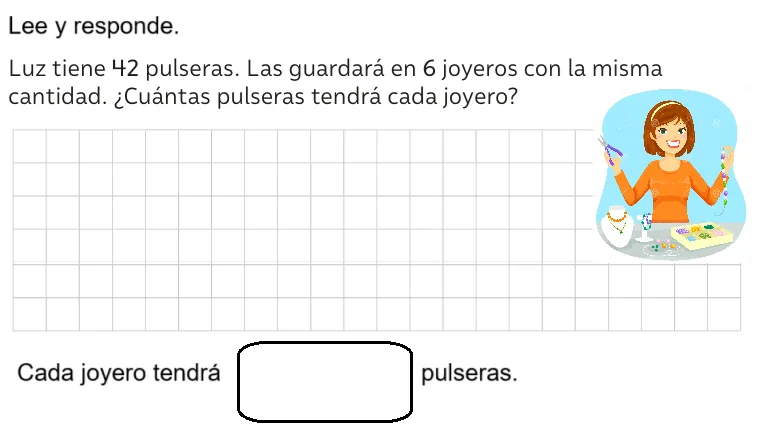 Lee y responde.
Luz tiene 42 pulseras. Las guardará en 6 joyeros con la misma
cantidad. ¿Cuántas pulseras tendrá cada joyero?
Cada joyero tendrá pulseras.